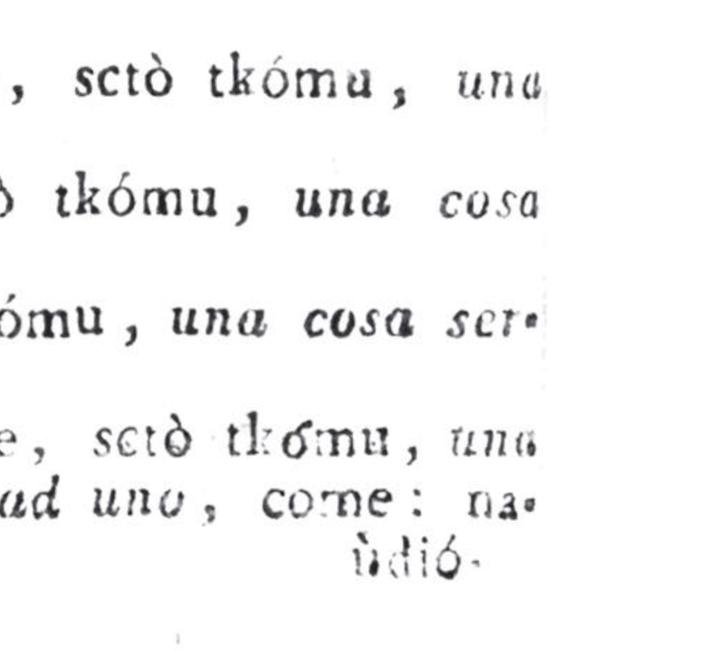 , sctò tkómu, una
ò tkómu, una cosa
ómu, una cosa ser-
e, sctò tkómu, una
ad uno, come: na-
ùdió-